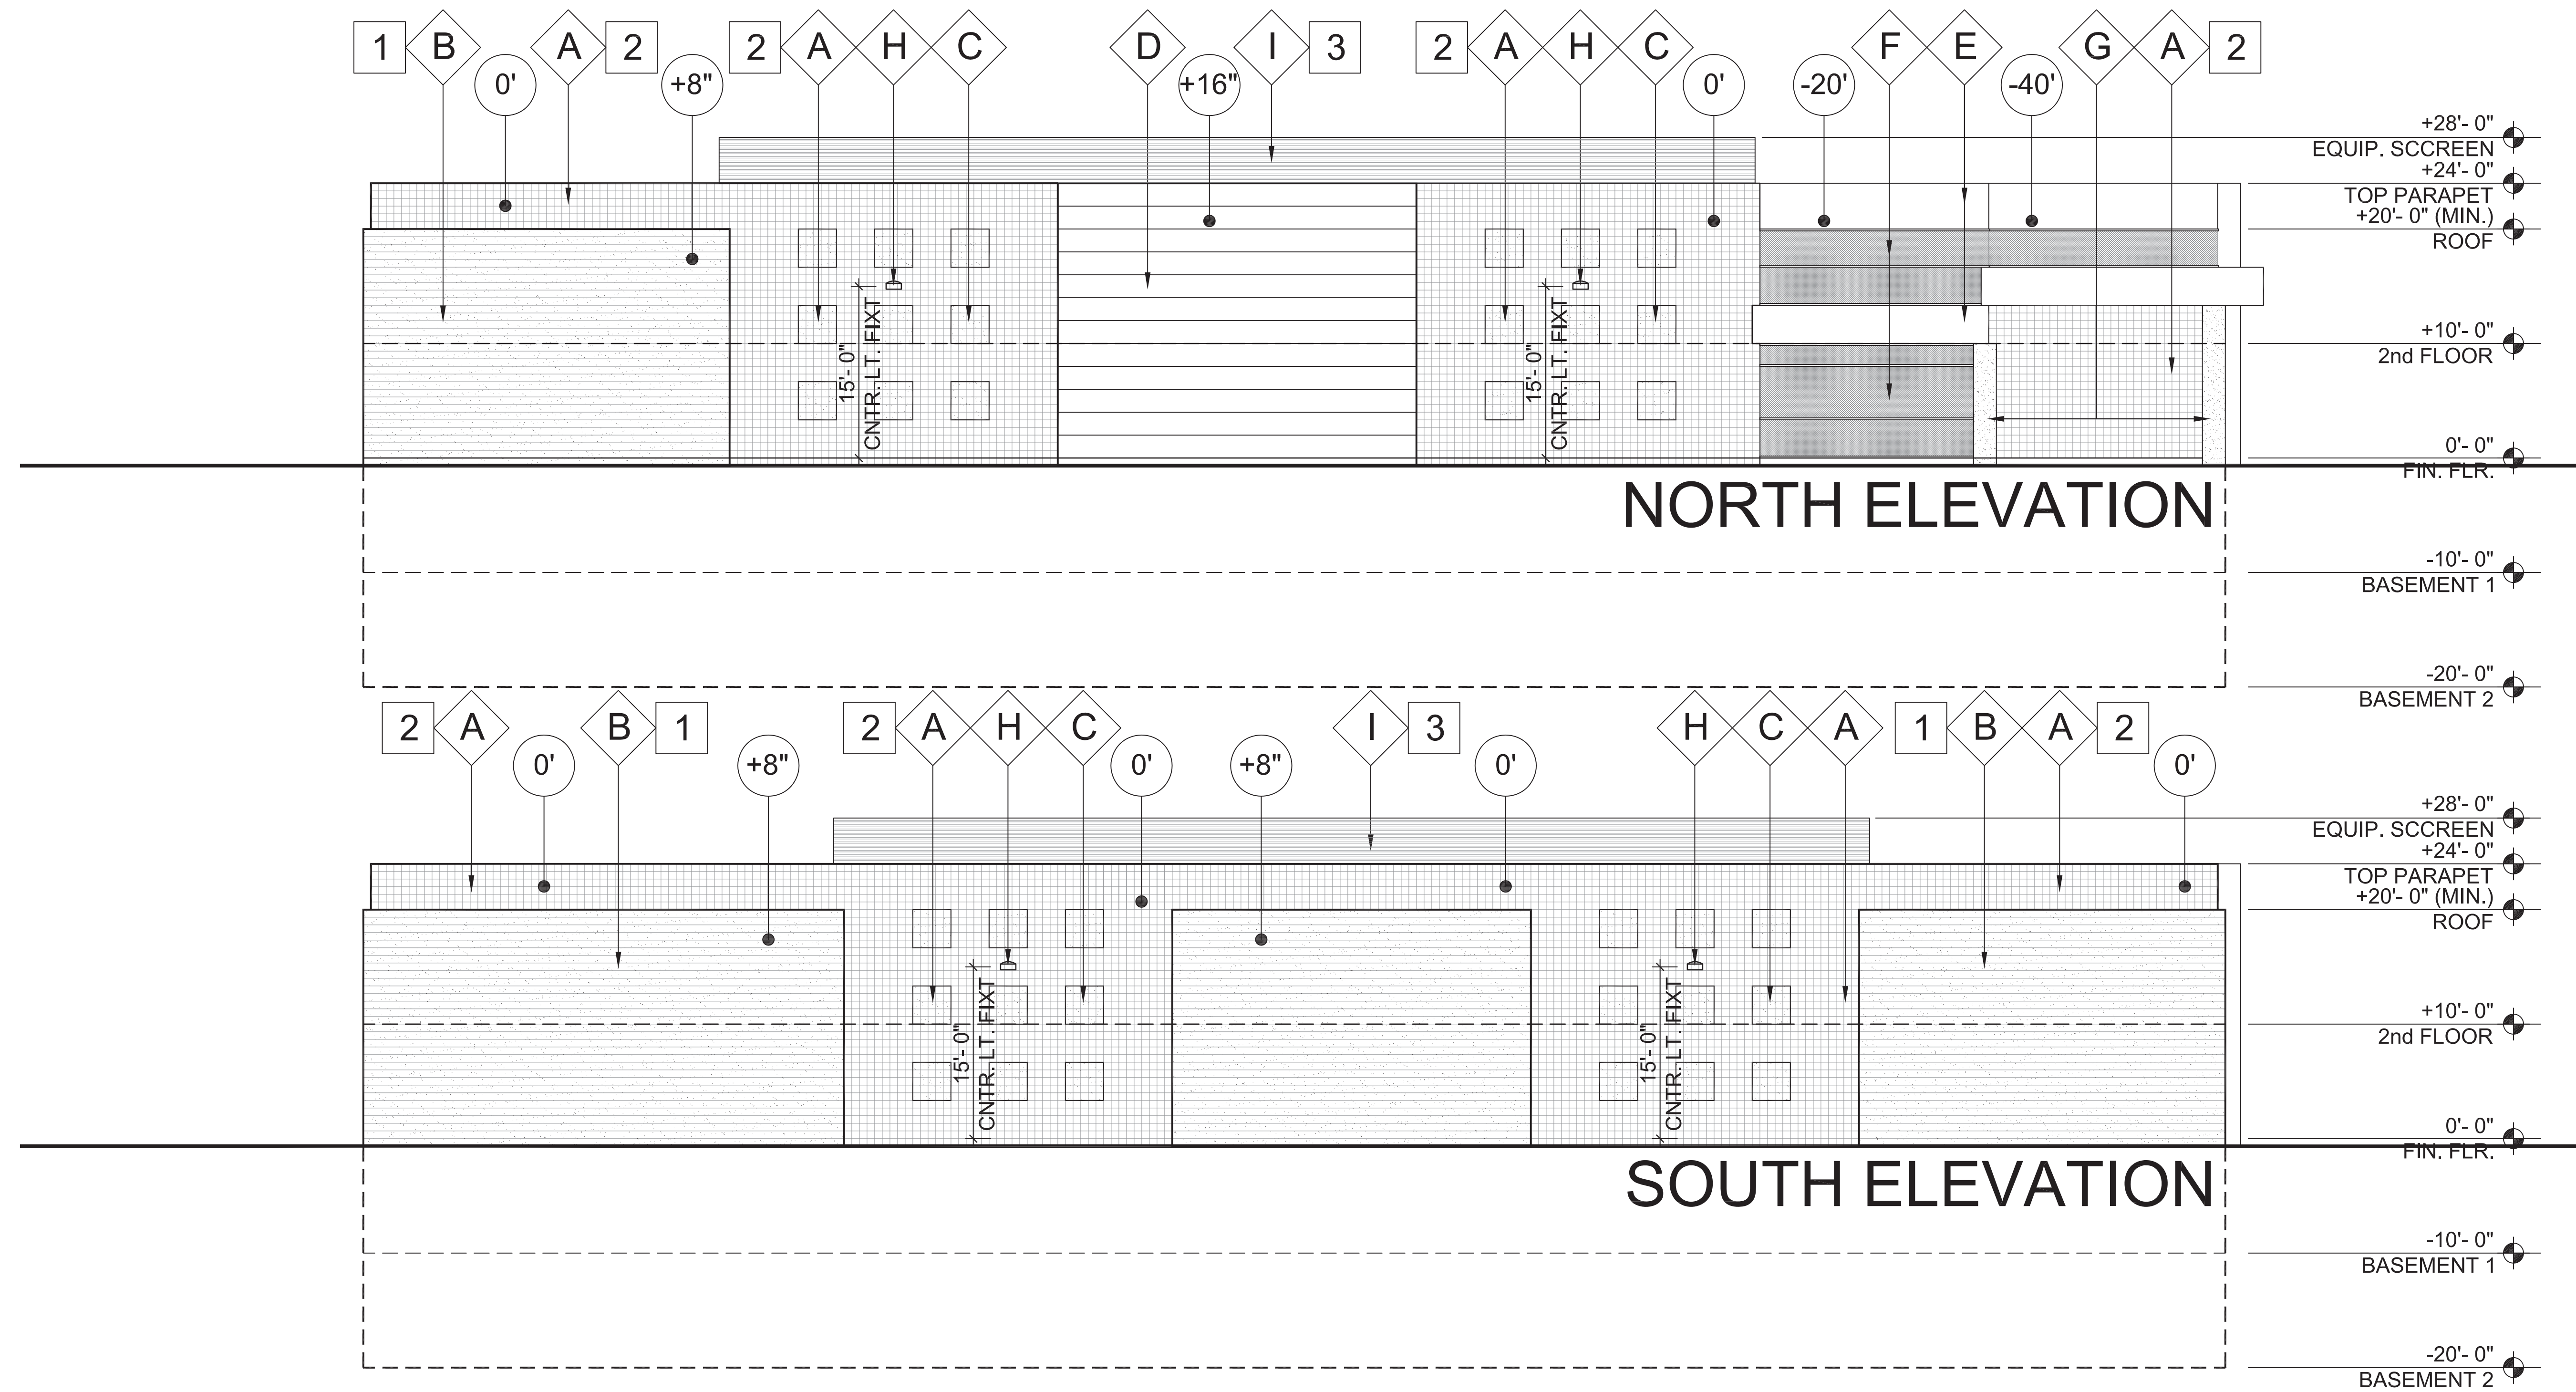 1 B A 2 2 A H C D I 3 2 A H C F E G A 2
0' +8" +16" 0' -20' -40'
+28'- 0"
EQUIP. SCCREEN
+24'- 0"
TOP PARAPET
+20'- 0" (MIN.)
ROOF
15'- 0"
CNTR. LT. FIXT
15'- 0"
CNTR. LT. FIXT
+10'- 0"
2nd FLOOR
0'- 0"
FIN. FLR.
NORTH ELEVATION
-10'- 0"
BASEMENT 1
-20'- 0"
BASEMENT 2
2 A B 1 2 A H C I 3 H C A 1 B A 2
0' +8" 0' +8" 0' 0'
+28'- 0"
EQUIP. SCCREEN
+24'- 0"
TOP PARAPET
+20'- 0" (MIN.)
ROOF
15'- 0"
CNTR. LT. FIXT
15'- 0"
CNTR. LT. FIXT
+10'- 0"
2nd FLOOR
0'- 0"
FIN. FLR.
SOUTH ELEVATION
-10'- 0"
BASEMENT 1
-20'- 0"
BASEMENT 2